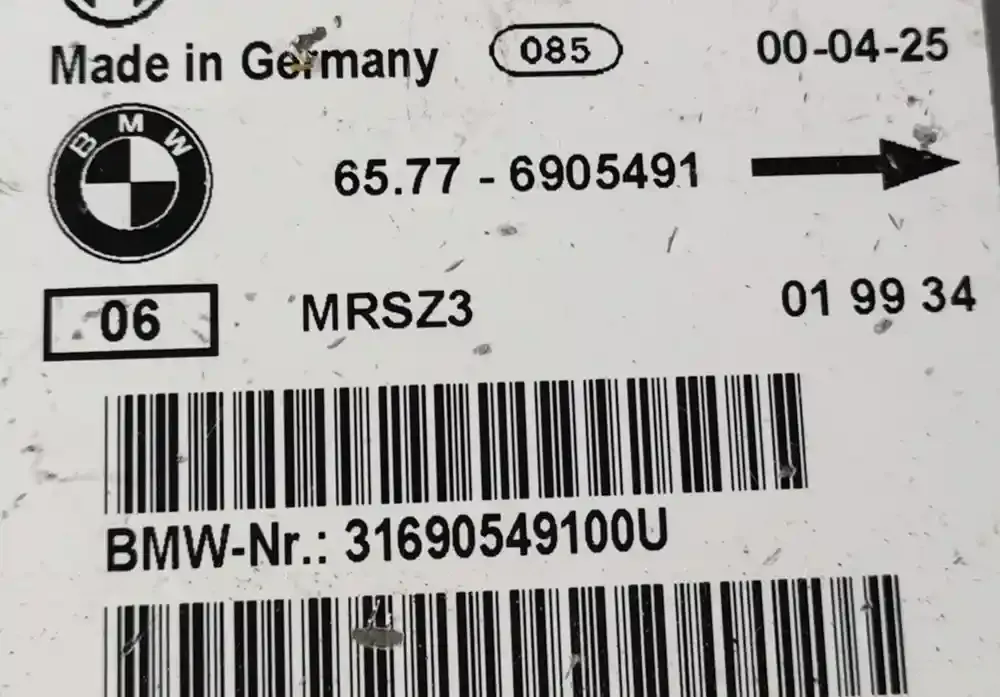 Made in Germany 085 00-04-25
BMW
65.77 - 6905491
06 MRSZ3 01 99 34
BMW-Nr.: 31690549100U